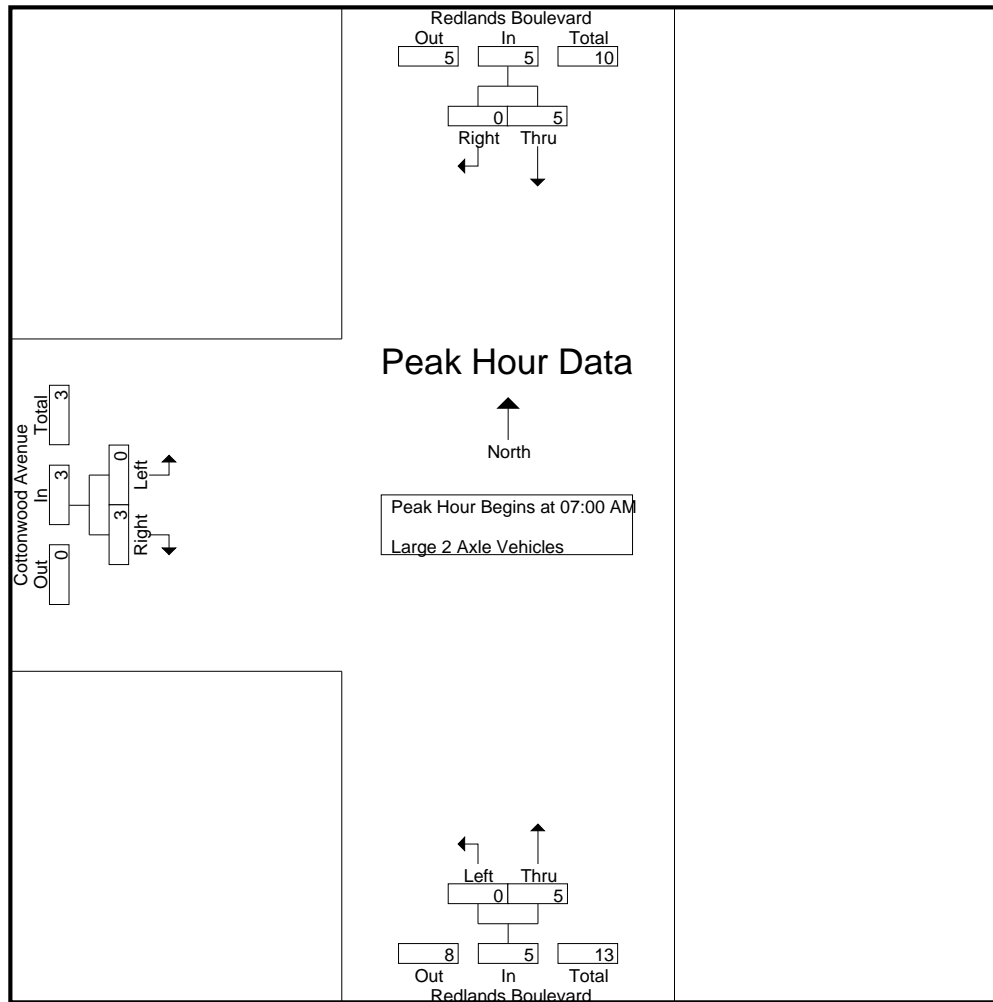 Redlands Boulevard
Out In Total
5 5 10
0 5
Right Thru
Peak Hour Data
North
Peak Hour Begins at 07:00 AM
Large 2 Axle Vehicles
Cottonwood Avenue
Out In Total
0 3 3
3 0
Right Left
Left Thru
0 5
8 5 13
Out In Total
Redlands Boulevard